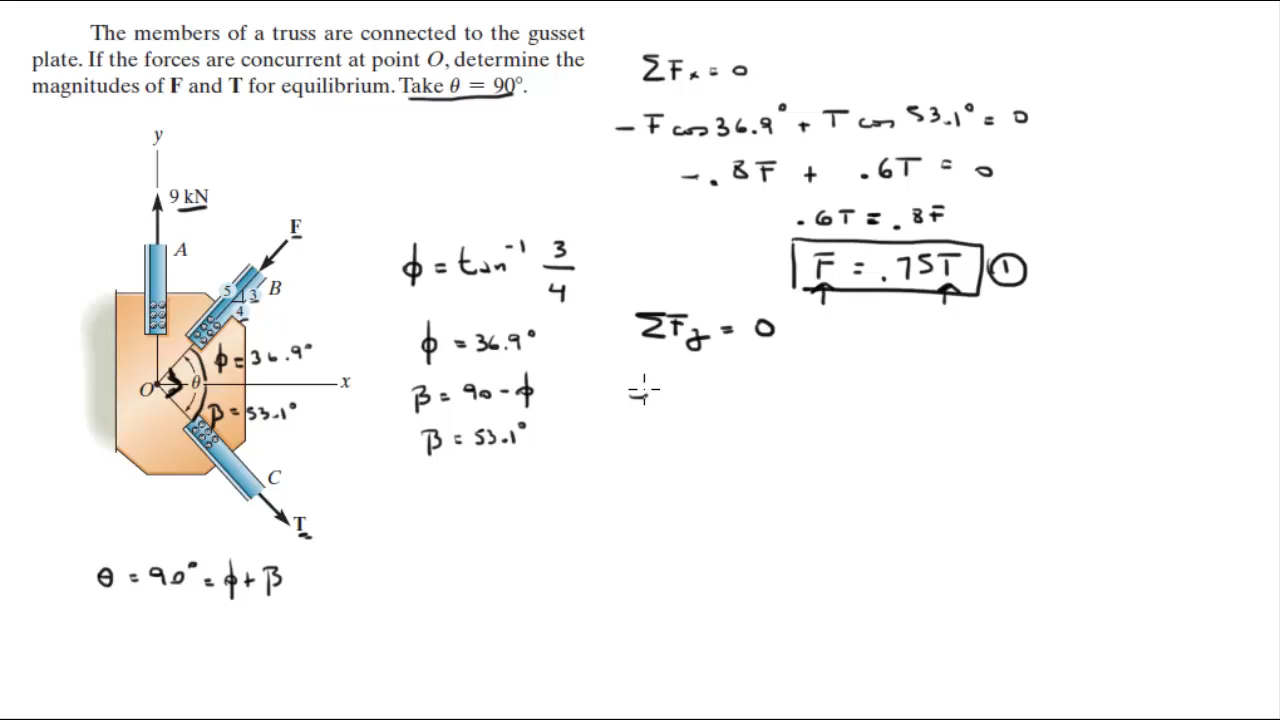 The members of a truss are connected to the gusset
plate. If the forces are concurrent at point O, determine the
magnitudes of F and T for equilibrium. Take θ = 90°.
y
9 kN
A
F
B
5
3
4
ϕ = 36.9°
O
θ
x
β = 53.1°
C
T
θ = 90° = ϕ + β
ϕ = tan⁻¹ 3/4
ϕ = 36.9°
β = 90 - ϕ
β = 53.1°
ΣFx = 0
- F cos 36.9° + T cos 53.1° = 0
-.8F + .6T = 0
.6T = .8F
F = .75T ①
ΣFy = 0